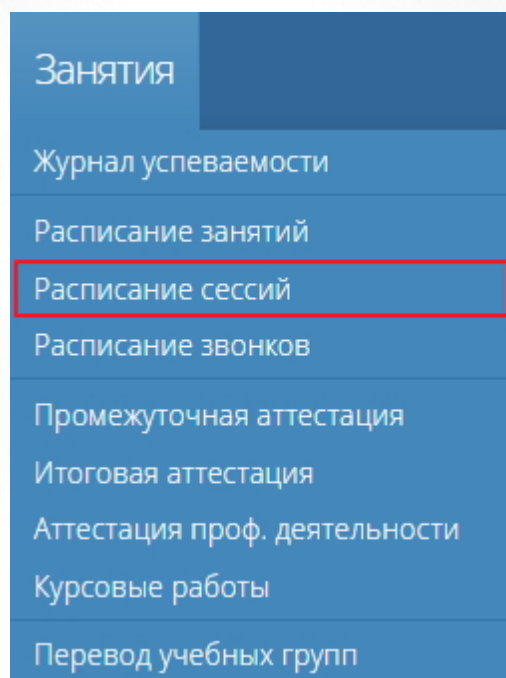 Занятия
Журнал успеваемости
Расписание занятий
Расписание сессий
Расписание звонков
Промежуточная аттестация
Итоговая аттестация
Аттестация проф. деятельности
Курсовые работы
Перевод учебных групп